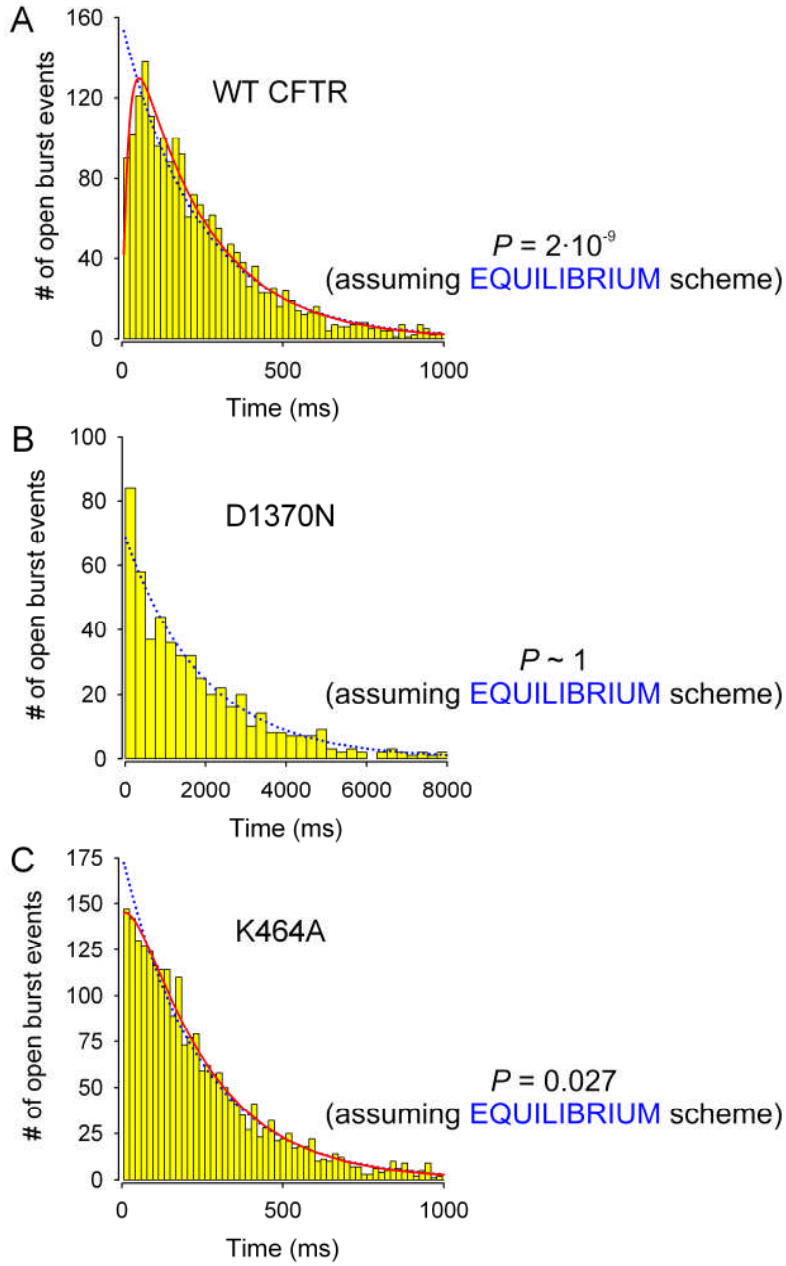 A
160
120
80
40
0
# of open burst events
WT CFTR
P = 2·10⁻⁹
(assuming EQUILIBRIUM scheme)
0 500 1000
Time (ms)
B
100
80
60
40
20
0
# of open burst events
D1370N
P ~ 1
(assuming EQUILIBRIUM scheme)
0 2000 4000 6000 8000
Time (ms)
C
175
150
125
100
75
50
25
0
# of open burst events
K464A
P = 0.027
(assuming EQUILIBRIUM scheme)
0 500 1000
Time (ms)